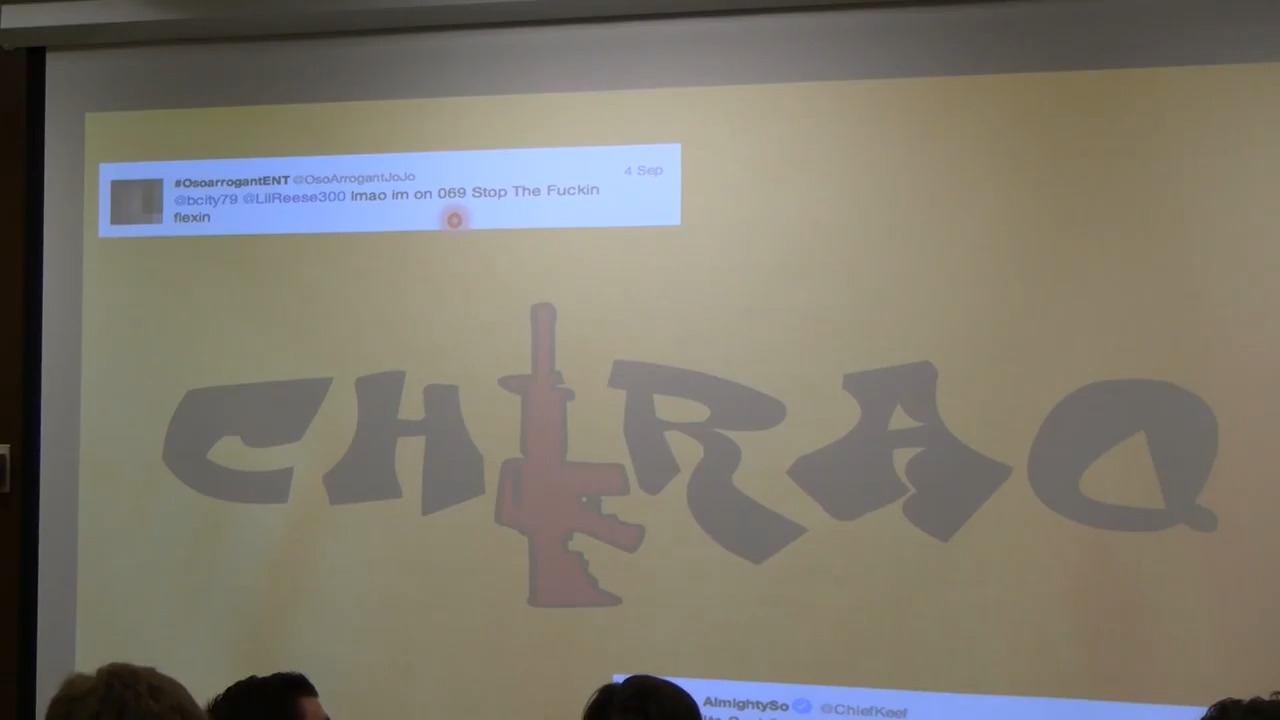 #OsoarrogantENT @OsoArrogantJoJo 4 Sep
@bcity79 @LilReese300 lmao im on 069 Stop The Fuckin
flexin
CHIRAQ
AlmightySo @ChiefKeef